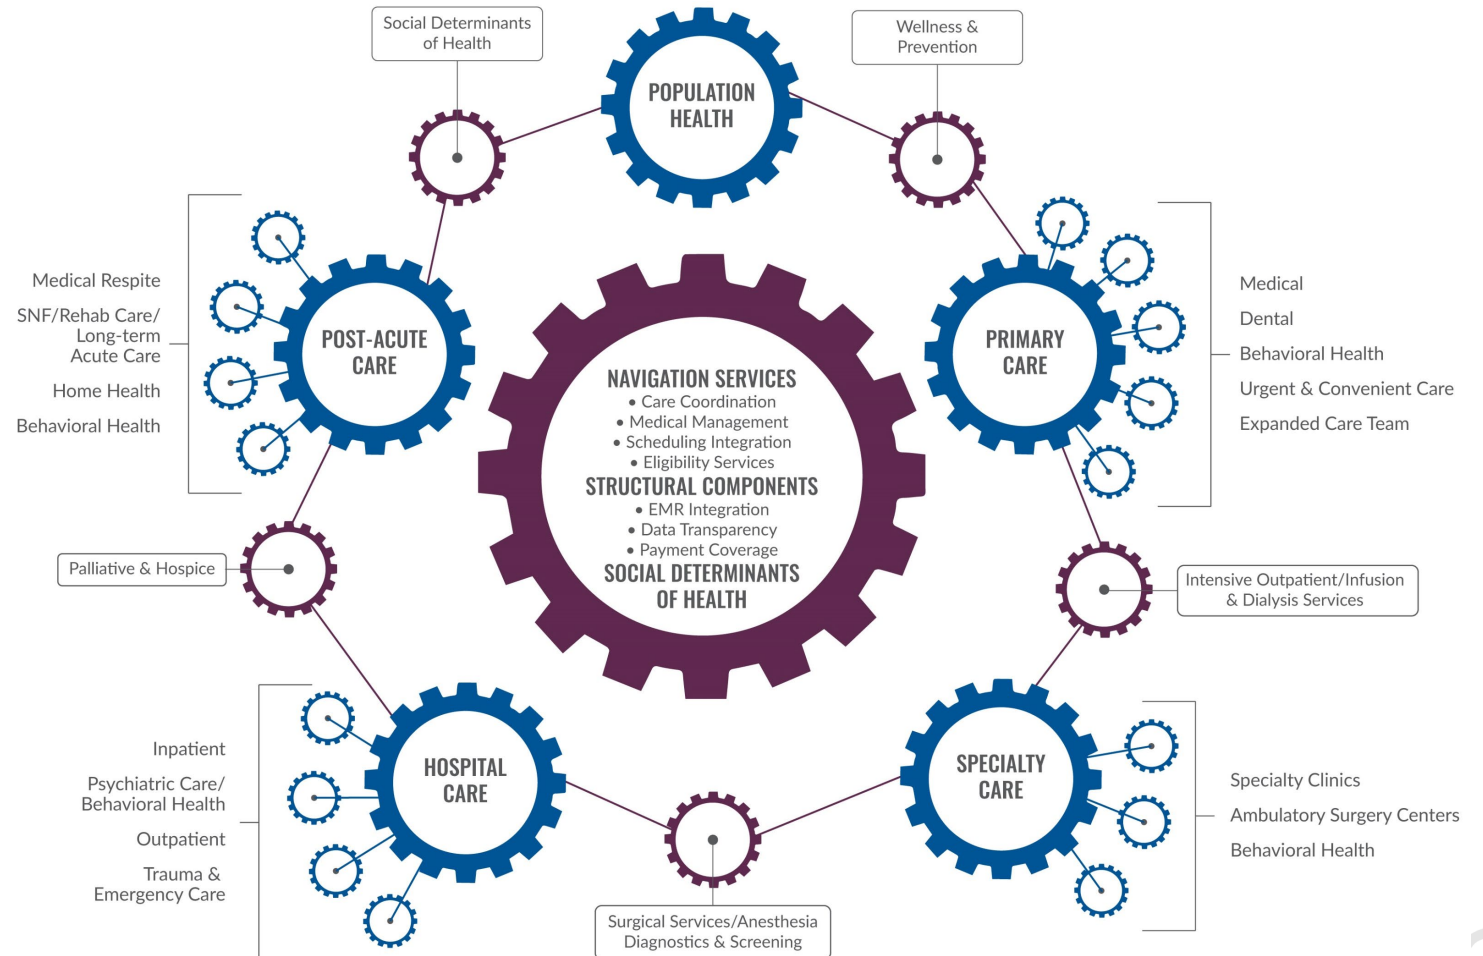 Social Determinants
of Health
Wellness &
Prevention
POPULATION
HEALTH
Medical Respite
SNF/Rehab Care/
Long-term
Acute Care
Home Health
Behavioral Health
POST-ACUTE
CARE
PRIMARY
CARE
Medical
Dental
Behavioral Health
Urgent & Convenient Care
Expanded Care Team
NAVIGATION SERVICES
• Care Coordination
• Medical Management
• Scheduling Integration
• Eligibility Services
STRUCTURAL COMPONENTS
• EMR Integration
• Data Transparency
• Payment Coverage
SOCIAL DETERMINANTS
OF HEALTH
Palliative & Hospice
Intensive Outpatient/Infusion
& Dialysis Services
Inpatient
Psychiatric Care/
Behavioral Health
Outpatient
Trauma &
Emergency Care
HOSPITAL
CARE
SPECIALTY
CARE
Specialty Clinics
Ambulatory Surgery Centers
Behavioral Health
Surgical Services/Anesthesia
Diagnostics & Screening